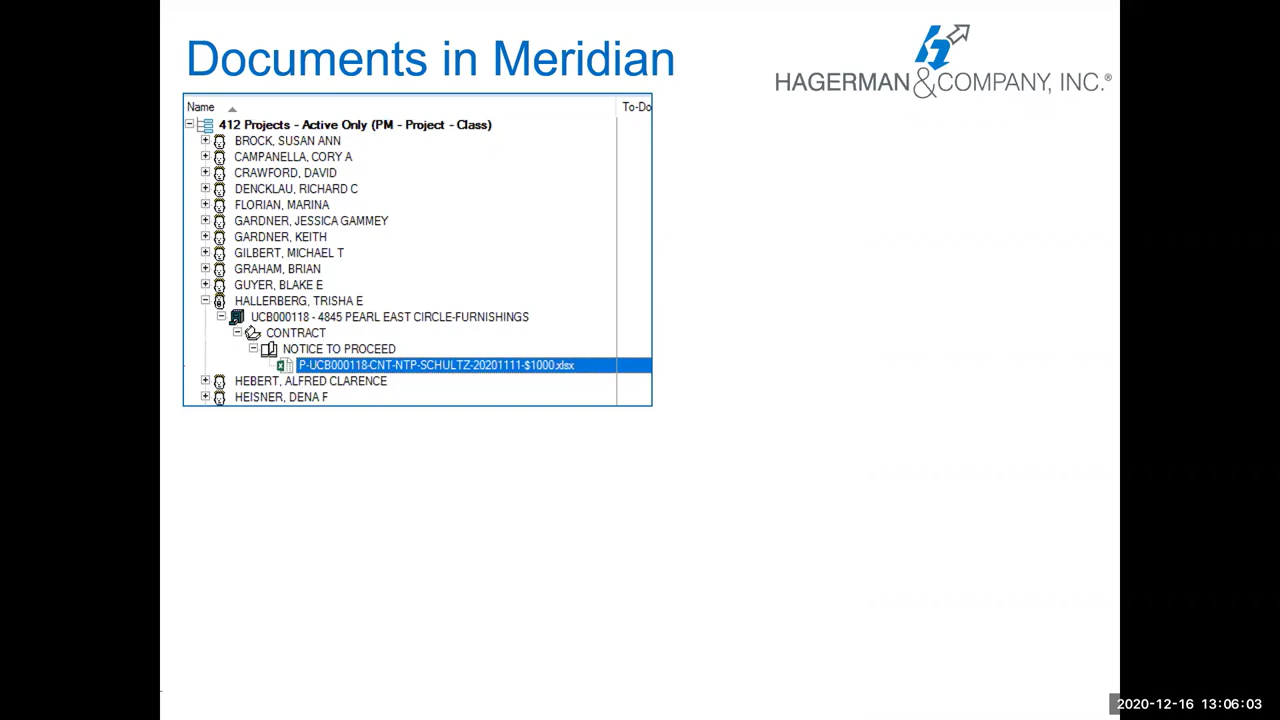 Documents in Meridian
HAGERMAN & COMPANY, INC.®
Name To-Do
412 Projects - Active Only (PM - Project - Class)
BROCK, SUSAN ANN
CAMPANELLA, CORY A
CRAWFORD, DAVID
DENCKLAU, RICHARD C
FLORIAN, MARINA
GARDNER, JESSICA GAMMEY
GARDNER, KEITH
GILBERT, MICHAEL T
GRAHAM, BRIAN
GUYER, BLAKE E
HALLERBERG, TRISHA E
UCB000118 - 4845 PEARL EAST CIRCLE-FURNISHINGS
CONTRACT
NOTICE TO PROCEED
P-UCB000118-CNT-NTP-SCHULTZ-20201111-$1000.xlsx
HEBERT, ALFRED CLARENCE
HEISNER, DENA F
2020-12-16 13:06:03